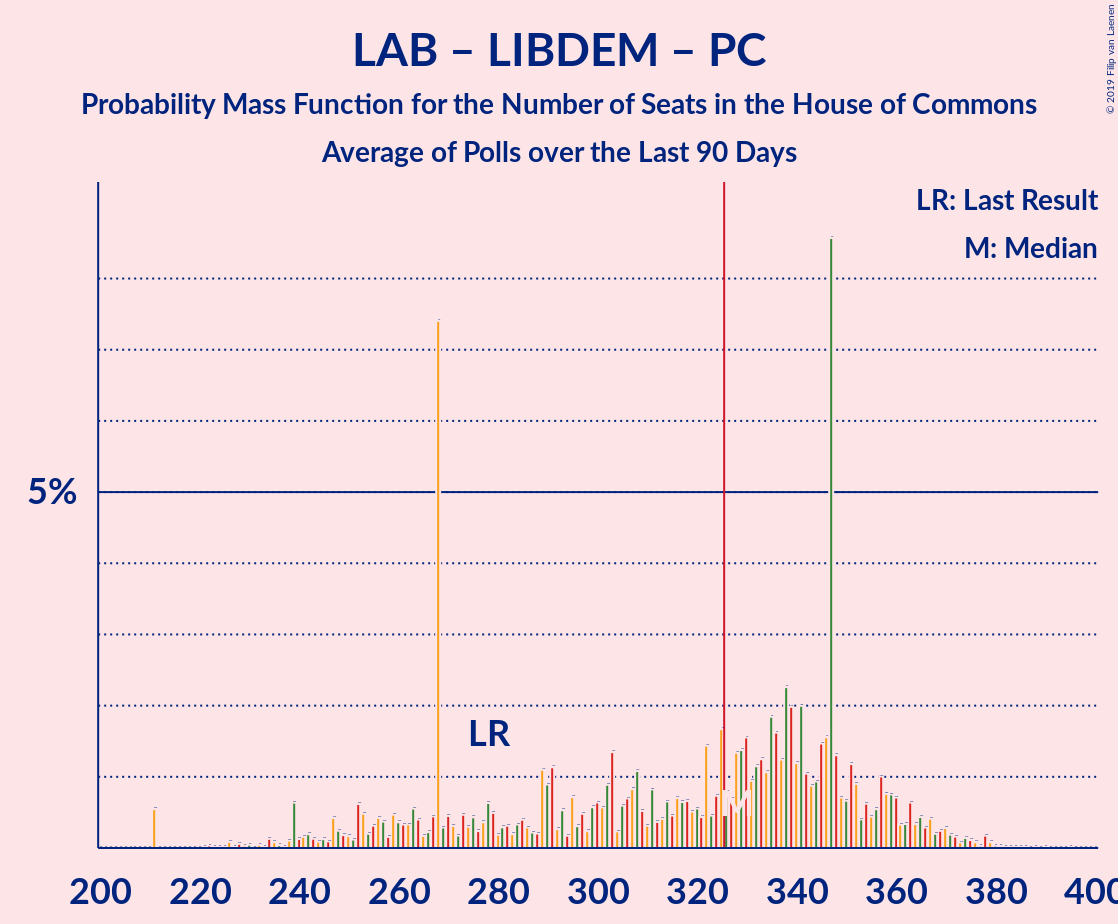 LAB – LIBDEM – PC
Probability Mass Function for the Number of Seats in the House of Commons
Average of Polls over the Last 90 Days
© 2019 Filip van Laenen
LR: Last Result
M: Median
5%
LR
M
200 220 240 260 280 300 320 340 360 380 400